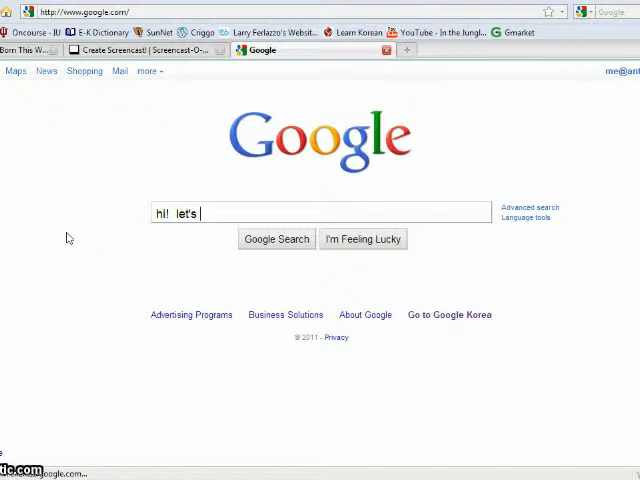 http://www.google.com/
Google
Oncourse - IU E-K Dictionary SunNet Criggo Larry Ferlazzo's Websit... Learn Korean YouTube - In the Jungl... Gmarket
Born This W... Create Screencast! | Screencast-O-... Google
Maps News Shopping Mail more
me@ant
Google
hi! let's
Advanced search
Language tools
Google Search I'm Feeling Lucky
Advertising Programs Business Solutions About Google Go to Google Korea
© 2011 - Privacy
tic.com
google.com...